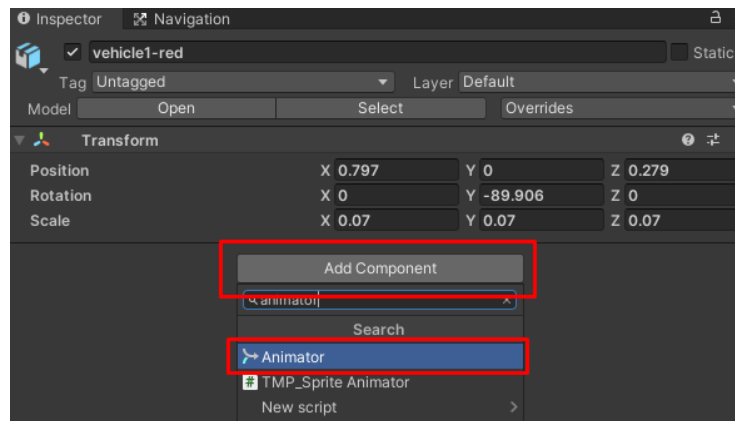 Inspector Navigation
vehicle1-red Static
Tag Untagged Layer Default
Model Open Select Overrides
Transform
Position X 0.797 Y 0 Z 0.279
Rotation X 0 Y -89.906 Z 0
Scale X 0.07 Y 0.07 Z 0.07
Add Component
animator
Search
Animator
# TMP_Sprite Animator
New script